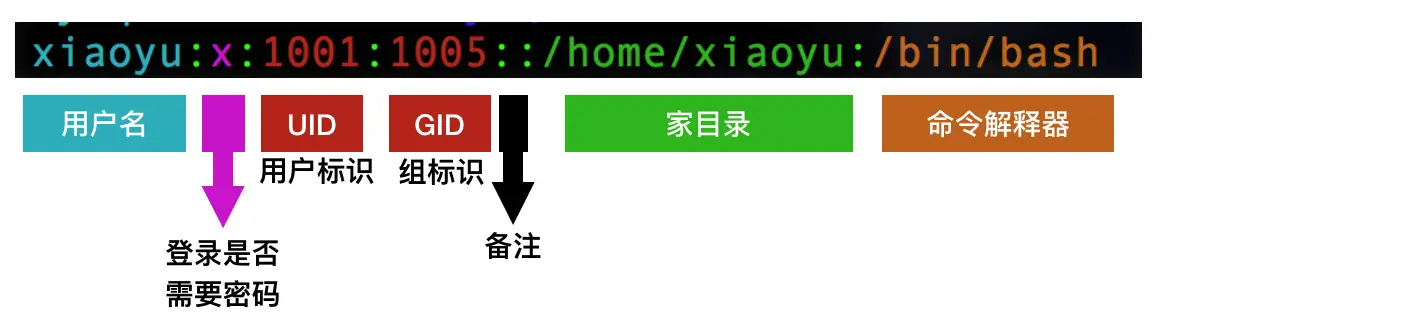 xiaoyu:x:1001:1005::/home/xiaoyu:/bin/bash
用户名 UID GID 家目录 命令解释器
用户标识 组标识
登录是否
需要密码
备注